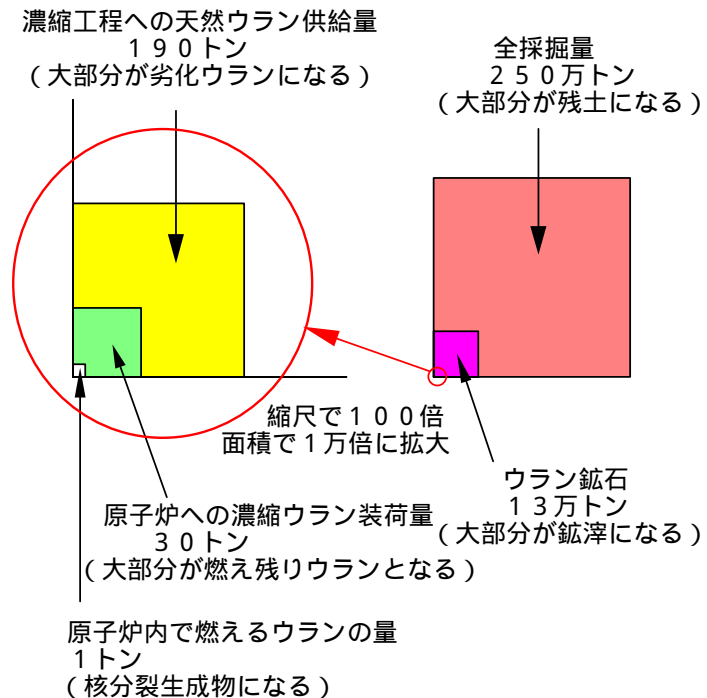 濃縮工程への天然ウラン供給量
１９０トン
（大部分が劣化ウランになる）
全採掘量
２５０万トン
（大部分が残土になる）
縮尺で１００倍
面積で１万倍に拡大
ウラン鉱石
１３万トン
（大部分が鉱滓になる）
原子炉への濃縮ウラン装荷量
３０トン
（大部分が燃え残りウランとなる）
原子炉内で燃えるウランの量
１トン
（核分裂生成物になる）